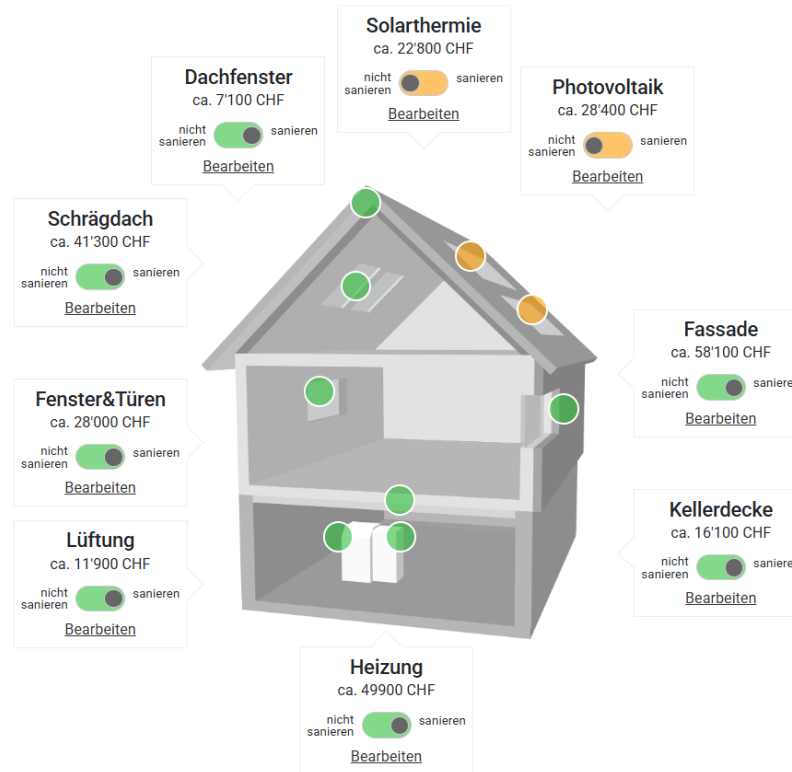 Solarthermie
ca. 22'800 CHF
nicht sanieren
sanieren
Bearbeiten
Dachfenster
ca. 7'100 CHF
nicht sanieren
sanieren
Bearbeiten
Photovoltaik
ca. 28'400 CHF
nicht sanieren
sanieren
Bearbeiten
Schrägdach
ca. 41'300 CHF
nicht sanieren
sanieren
Bearbeiten
Fassade
ca. 58'100 CHF
nicht sanieren
saniere
Bearbeiten
Fenster&Türen
ca. 28'000 CHF
nicht sanieren
sanieren
Bearbeiten
Kellerdecke
ca. 16'100 CHF
nicht sanieren
saniere
Bearbeiten
Lüftung
ca. 11'900 CHF
nicht sanieren
sanieren
Bearbeiten
Heizung
ca. 49900 CHF
nicht sanieren
sanieren
Bearbeiten